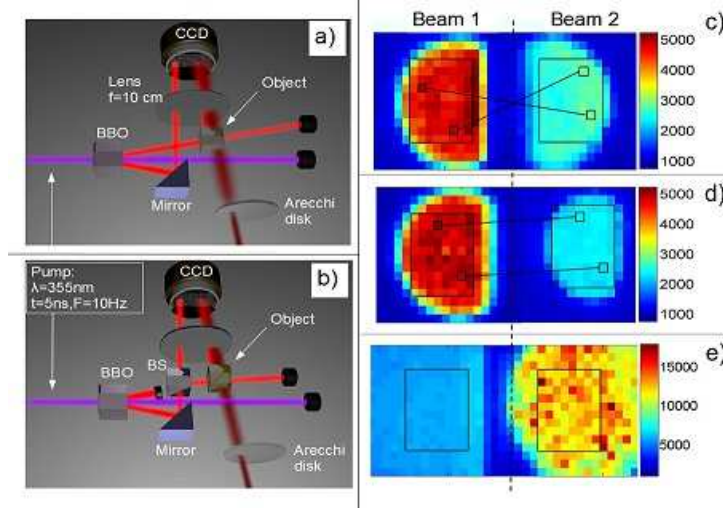 CCD
a)
Lens
f=10 cm
Object
BBO
Mirror
Arecchi
disk
Pump:
λ=355nm
t=5ns,F=10Hz
CCD
b)
Object
BBO
BS
Mirror
Arecchi
disk
Beam 1
Beam 2
c)
5000
4000
3000
2000
1000
d)
5000
4000
3000
2000
1000
e)
15000
10000
5000